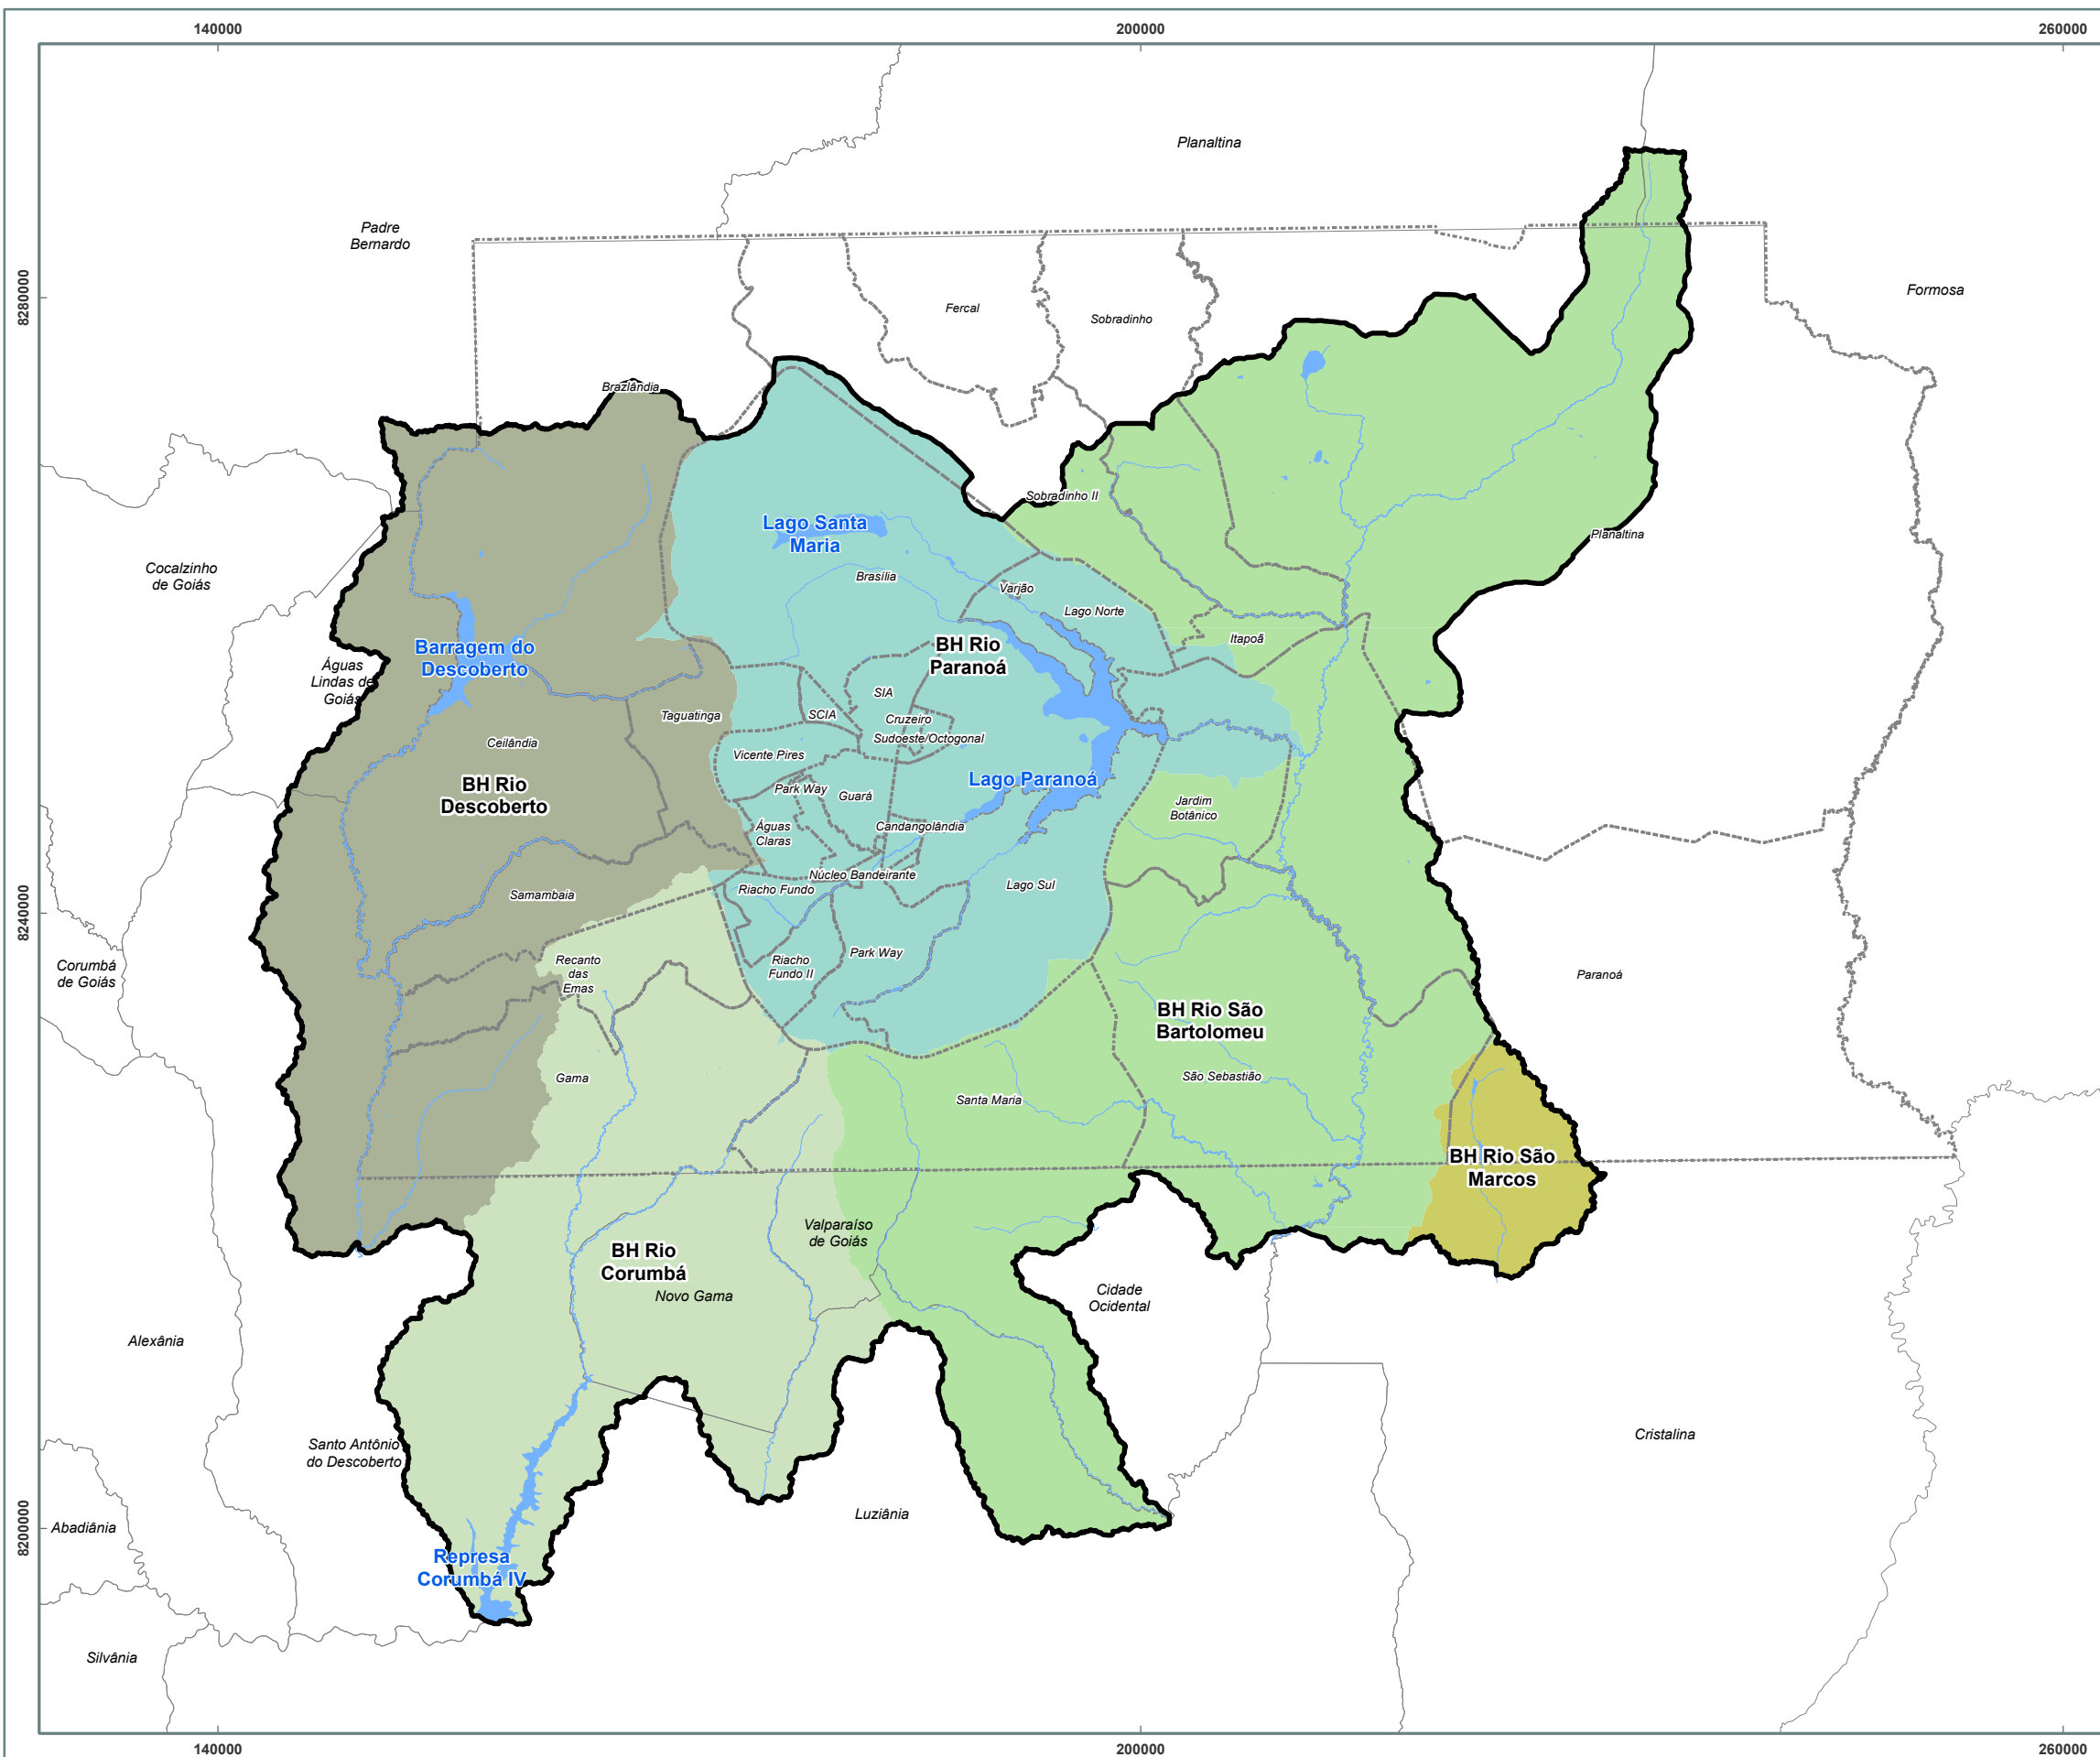 140000
200000
260000
Planaltina
Padre
Bernardo
8280000
Formosa
Fercal
Sobradinho
Brazlândia
Sobradinho II
Lago Santa
Maria
Planaltina
Cocalzinho
de Goiás
Brasília
Varjão
Lago Norte
Itapoã
BH Rio
Paranoá
Barragem do
Descoberto
Águas
Lindas de
Goiás
SIA
SCIA
Taguatinga
Cruzeiro
Sudoeste/Octogonal
Ceilândia
Vicente Pires
BH Rio
Descoberto
Lago Paranoá
Park Way
Guará
Jardim
Botânico
Águas
Claras
Candangolândia
Núcleo Bandeirante
Riacho Fundo
Lago Sul
Samambaia
8240000
Corumbá
de Goiás
Recanto
das
Emas
Riacho
Fundo II
Park Way
Paranoá
BH Rio São
Bartolomeu
Gama
São Sebastião
Santa Maria
BH Rio São
Marcos
Valparaíso
de Goiás
BH Rio
Corumbá
Novo Gama
Cidade
Ocidental
Alexânia
Santo Antônio
do Descoberto
Cristalina
Luziânia
8200000
Abadiânia
Represa
Corumbá IV
Silvânia
140000
200000
260000